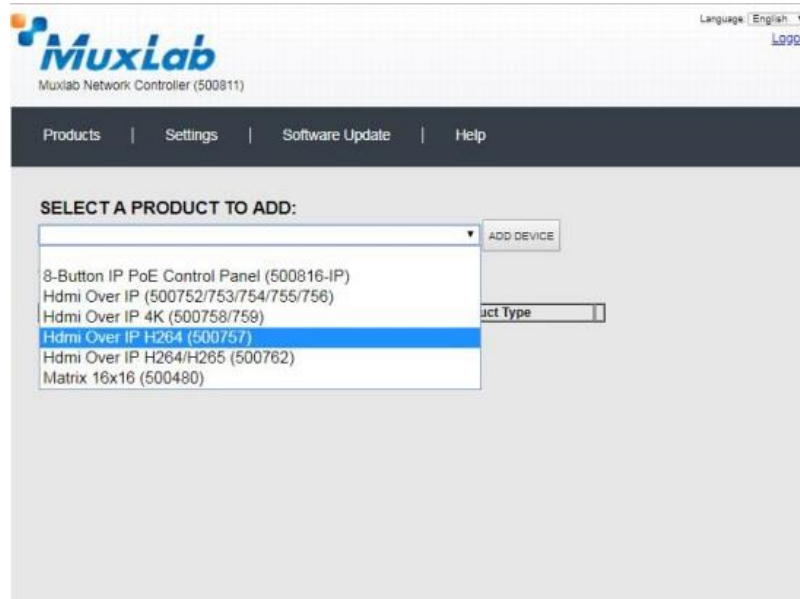 Language English
Logo
MuxLab
Muxlab Network Controller (500811)
Products | Settings | Software Update | Help
SELECT A PRODUCT TO ADD:
ADD DEVICE
8-Button IP PoE Control Panel (500816-IP)
Hdmi Over IP (500752/753/754/755/756)
Hdmi Over IP 4K (500758/759)
uct Type
Hdmi Over IP H264 (500757)
Hdmi Over IP H264/H265 (500762)
Matrix 16x16 (500480)